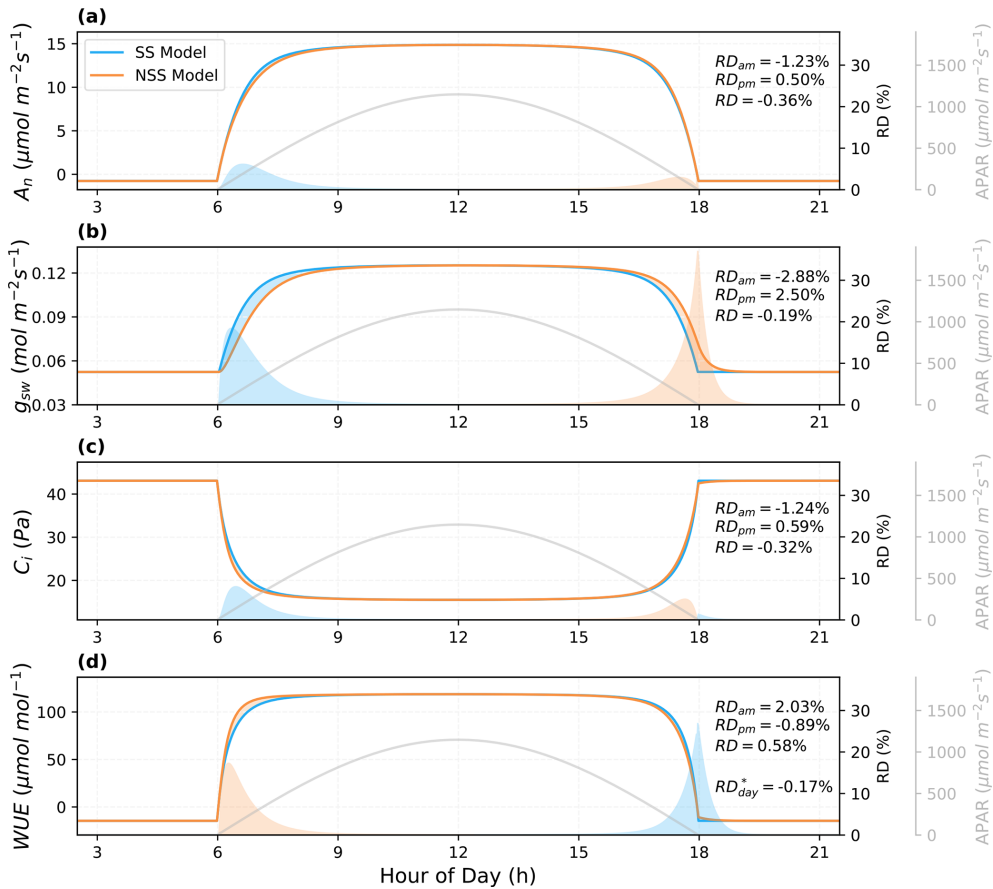 (a)
SS Model
NSS Model
A_n (μmol m⁻²s⁻¹)
15
10
5
0
RD_am = -1.23%
RD_pm = 0.50%
RD = -0.36%
30
20
10
0
RD (%)
1500
1000
500
0
APAR (μmol m⁻²s⁻¹)
3 6 9 12 15 18 21
(b)
g_sw (mol m⁻²s⁻¹)
0.12
0.09
0.06
0.03
RD_am = -2.88%
RD_pm = 2.50%
RD = -0.19%
30
20
10
0
RD (%)
1500
1000
500
0
APAR (μmol m⁻²s⁻¹)
3 6 9 12 15 18 21
(c)
C_i (Pa)
40
30
20
RD_am = -1.24%
RD_pm = 0.59%
RD = -0.32%
30
20
10
0
RD (%)
1500
1000
500
0
APAR (μmol m⁻²s⁻¹)
3 6 9 12 15 18 21
(d)
WUE (μmol mol⁻¹)
100
50
0
RD_am = 2.03%
RD_pm = -0.89%
RD = 0.58%
RD*_day = -0.17%
30
20
10
0
RD (%)
1500
1000
500
0
APAR (μmol m⁻²s⁻¹)
3 6 9 12 15 18 21
Hour of Day (h)